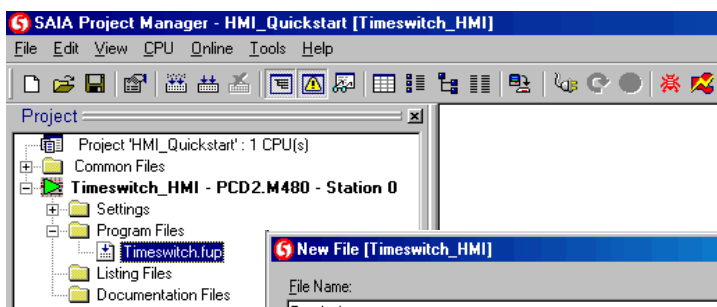 SAIA Project Manager - HMI_Quickstart [Timeswitch_HMI]
File Edit View CPU Online Tools Help
Project
Project 'HMI_Quickstart' : 1 CPU(s)
Common Files
Timeswitch_HMI - PCD2.M480 - Station 0
Settings
Program Files
Timeswitch.fup
Listing Files
Documentation Files
New File [Timeswitch_HMI]
File Name: